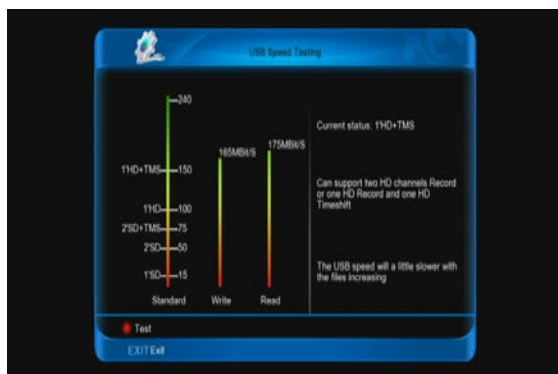 USB Speed Testing
240
1'HD+TMS 150
1'HD 100
2'SD+TMS 75
2'SD 50
1'SD 15
165MBit/S
175MBit/S
Standard Write Read
Current status: 1'HD+TMS
Can support two HD channels Record
or one HD Record and one HD
Timeshift
The USB speed will a little slower with
the files increasing
Test
EXIT Exit